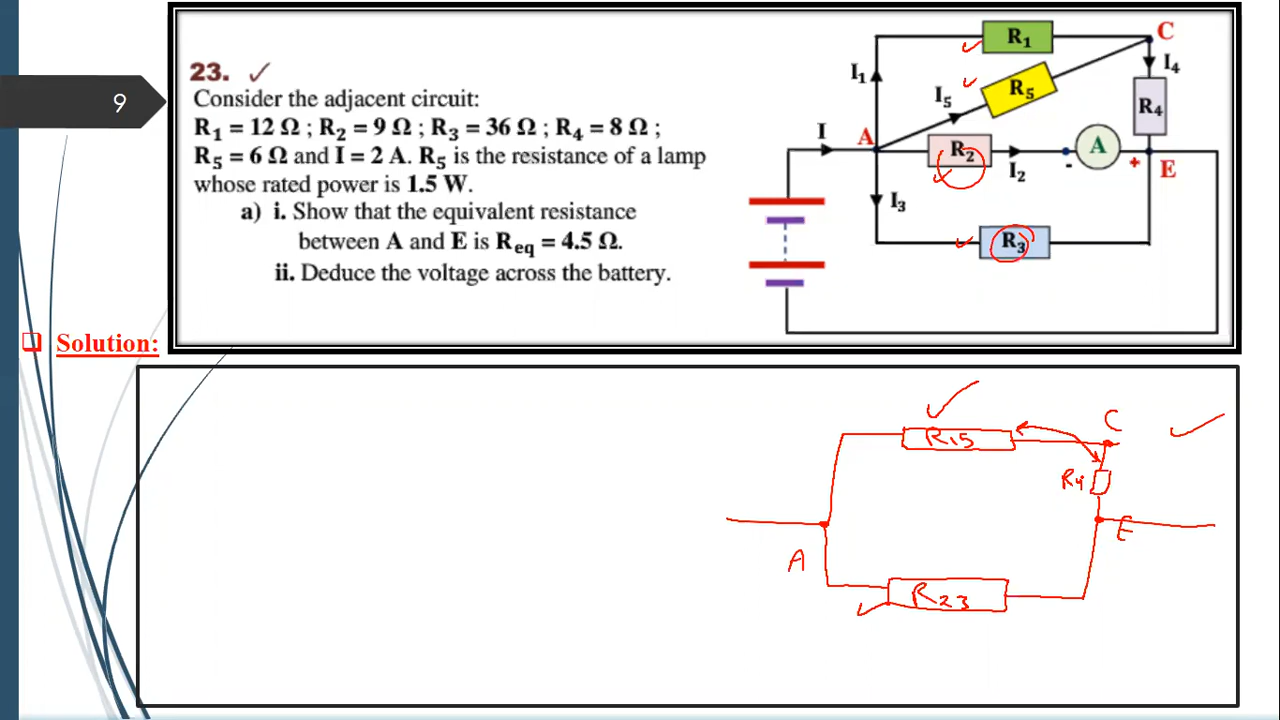 9
23. ✓
Consider the adjacent circuit:
R₁ = 12 Ω ; R₂ = 9 Ω ; R₃ = 36 Ω ; R₄ = 8 Ω ;
R₅ = 6 Ω and I = 2 A. R₅ is the resistance of a lamp
whose rated power is 1.5 W.
a) i. Show that the equivalent resistance
between A and E is Req = 4.5 Ω.
ii. Deduce the voltage across the battery.
R₁
C
I₁
I₄
R₅
I₅
R₄
I
A
R₂
A
I₂
-
+
E
I₃
R₃
Solution:
R15
C
R4
E
A
R23